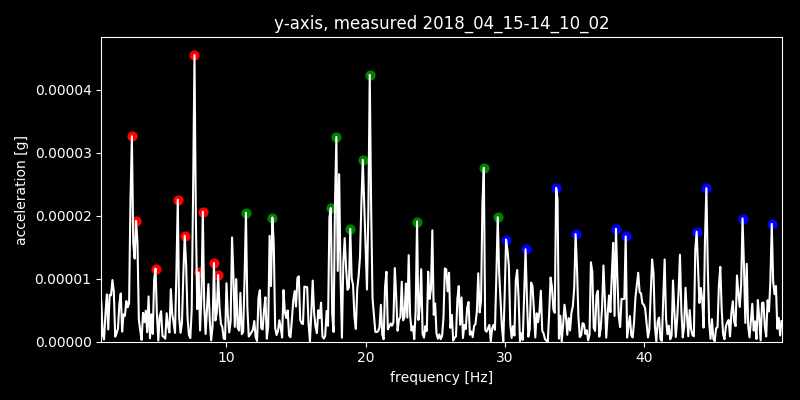 y-axis, measured 2018_04_15-14_10_02
0.00004
0.00003
0.00002
0.00001
0.00000
acceleration [g]
10 20 30 40
frequency [Hz]